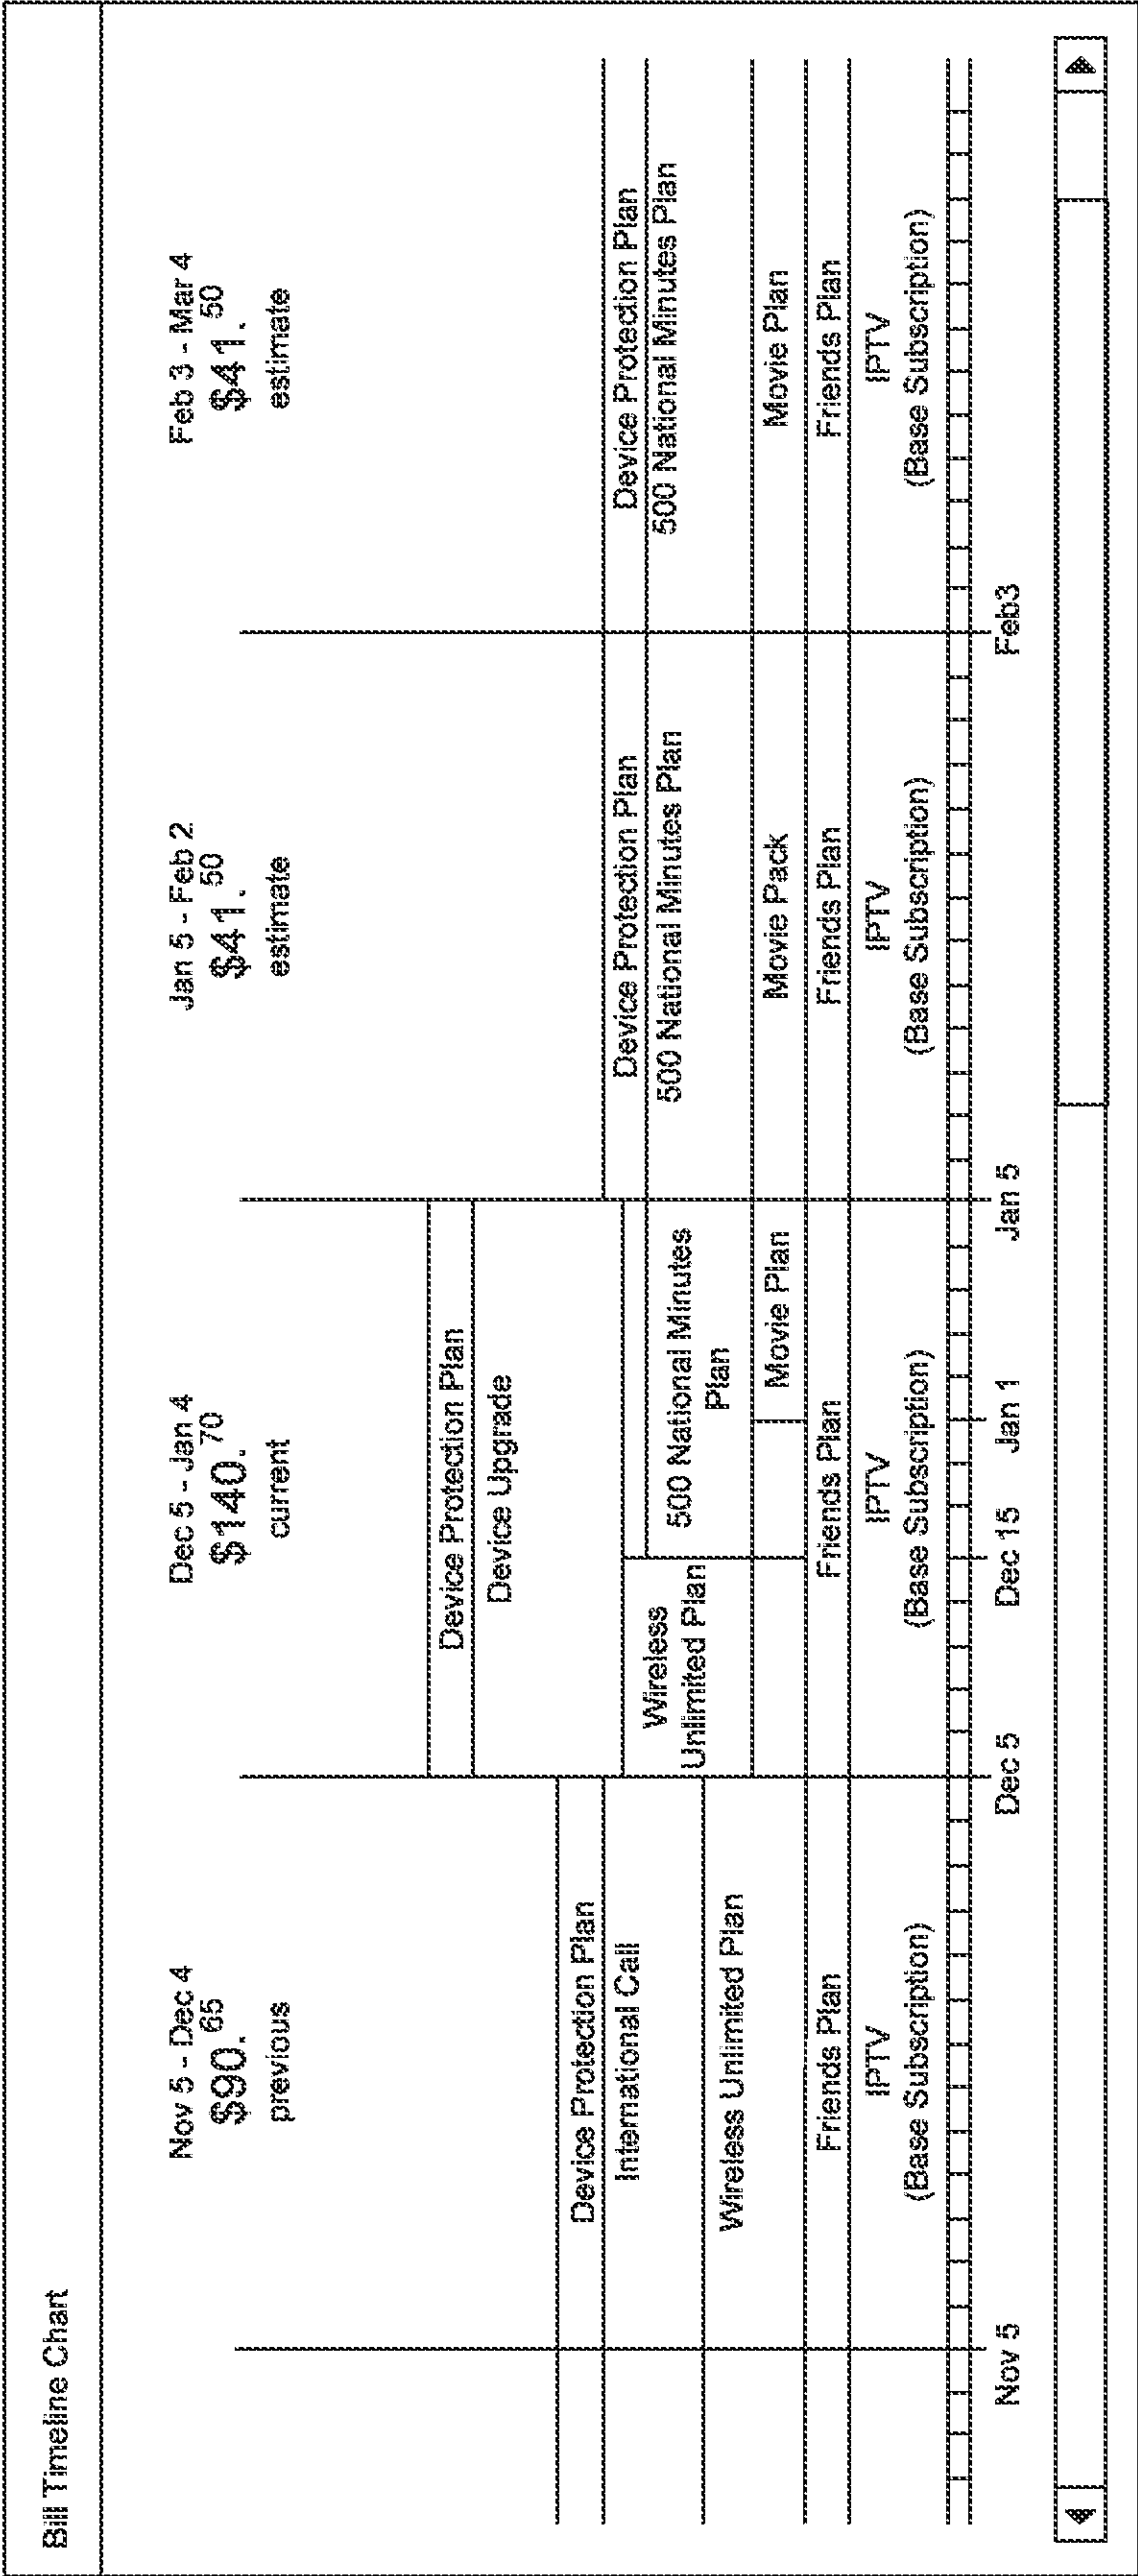 Bill Timeline Chart
Nov 5 - Dec 4
$90.65
previous
Device Protection Plan
International Call
Wireless Unlimited Plan
Friends Plan
IPTV
(Base Subscription)
Dec 5 - Jan 4
$140.70
current
Device Protection Plan
Device Upgrade
Wireless
Unlimited Plan
500 National Minutes
Plan
Movie Plan
Friends Plan
IPTV
(Base Subscription)
Jan 5 - Feb 2
$41.50
estimate
Device Protection Plan
500 National Minutes Plan
Movie Pack
Friends Plan
IPTV
(Base Subscription)
Feb 3 - Mar 4
$41.50
estimate
Device Protection Plan
500 National Minutes Plan
Movie Plan
Friends Plan
IPTV
(Base Subscription)
Nov 5 Dec 5 Dec 15 Jan 1 Jan 5 Feb3